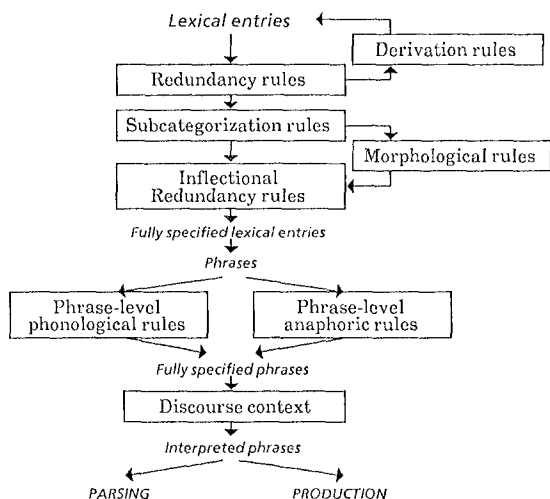 Lexical entries
Derivation rules
Redundancy rules
Subcategorization rules
Morphological rules
Inflectional
Redundancy rules
Fully specified lexical entries
Phrases
Phrase-level
phonological rules
Phrase-level
anaphoric rules
Fully specified phrases
Discourse context
Interpreted phrases
PARSING
PRODUCTION